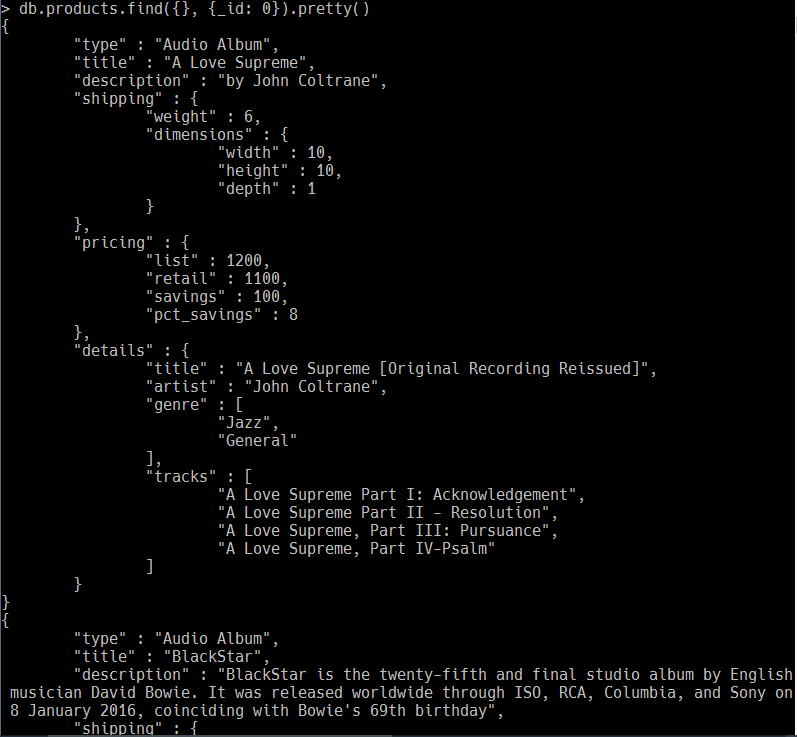 > db.products.find({}, {_id: 0}).pretty()
{
        "type" : "Audio Album",
        "title" : "A Love Supreme",
        "description" : "by John Coltrane",
        "shipping" : {
                "weight" : 6,
                "dimensions" : {
                        "width" : 10,
                        "height" : 10,
                        "depth" : 1
                }
        },
        "pricing" : {
                "list" : 1200,
                "retail" : 1100,
                "savings" : 100,
                "pct_savings" : 8
        },
        "details" : {
                "title" : "A Love Supreme [Original Recording Reissued]",
                "artist" : "John Coltrane",
                "genre" : [
                        "Jazz",
                        "General"
                ],
                "tracks" : [
                        "A Love Supreme Part I: Acknowledgement",
                        "A Love Supreme Part II - Resolution",
                        "A Love Supreme, Part III: Pursuance",
                        "A Love Supreme, Part IV-Psalm"
                ]
        }
}
{
        "type" : "Audio Album",
        "title" : "BlackStar",
        "description" : "BlackStar is the twenty-fifth and final studio album by English
 musician David Bowie. It was released worldwide through ISO, RCA, Columbia, and Sony on
 8 January 2016, coinciding with Bowie's 69th birthday",
        "shipping" : {